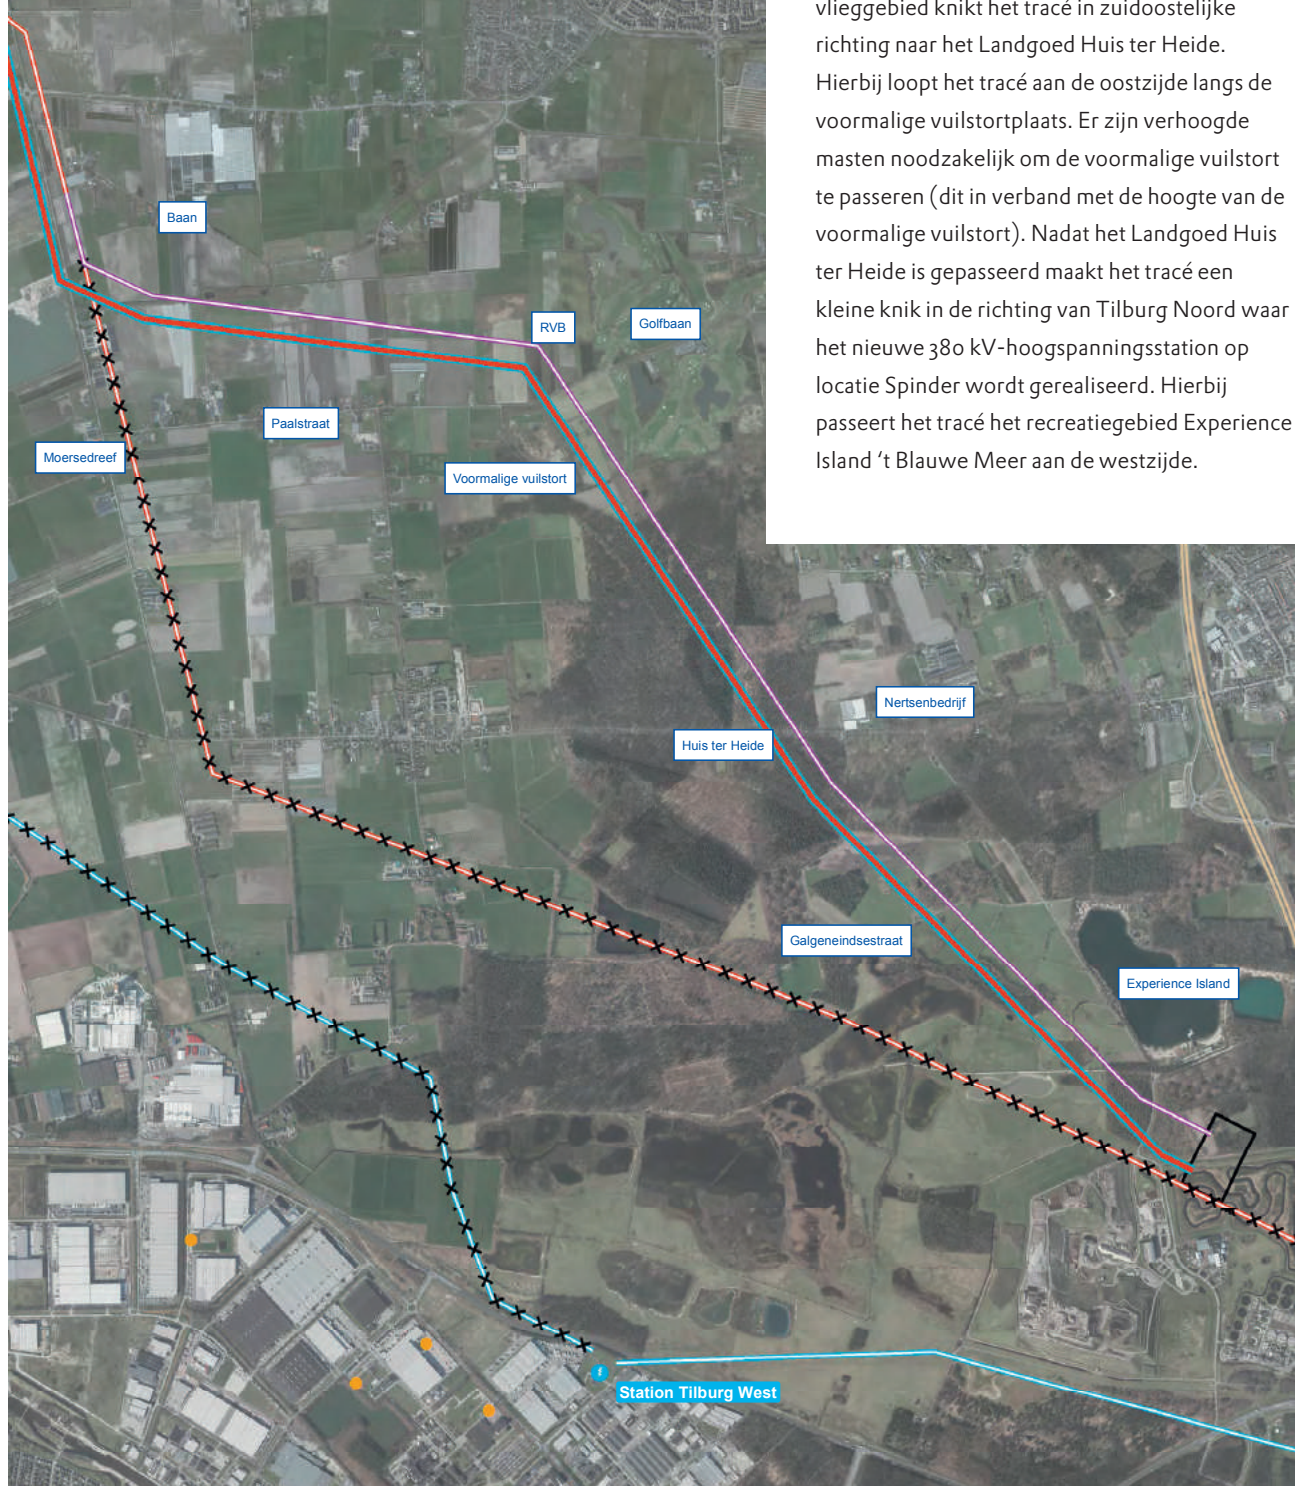 vlieggebied knikt het tracé in zuidoostelijke
richting naar het Landgoed Huis ter Heide.
Hierbij loopt het tracé aan de oostzijde langs de
voormalige vuilstortplaats. Er zijn verhoogde
masten noodzakelijk om de voormalige vuilstort
te passeren (dit in verband met de hoogte van de
voormalige vuilstort). Nadat het Landgoed Huis
ter Heide is gepasseerd maakt het tracé een
kleine knik in de richting van Tilburg Noord waar
het nieuwe 380 kV-hoogspanningsstation op
locatie Spinder wordt gerealiseerd. Hierbij
passeert het tracé het recreatiegebied Experience
Island ‘t Blauwe Meer aan de westzijde.
Baan
RVB
Golfbaan
Paalstraat
Moersedreef
Voormalige vuilstort
Nertsenbedrijf
Huis ter Heide
Galgeneindsestraat
Experience Island
f
Station Tilburg West